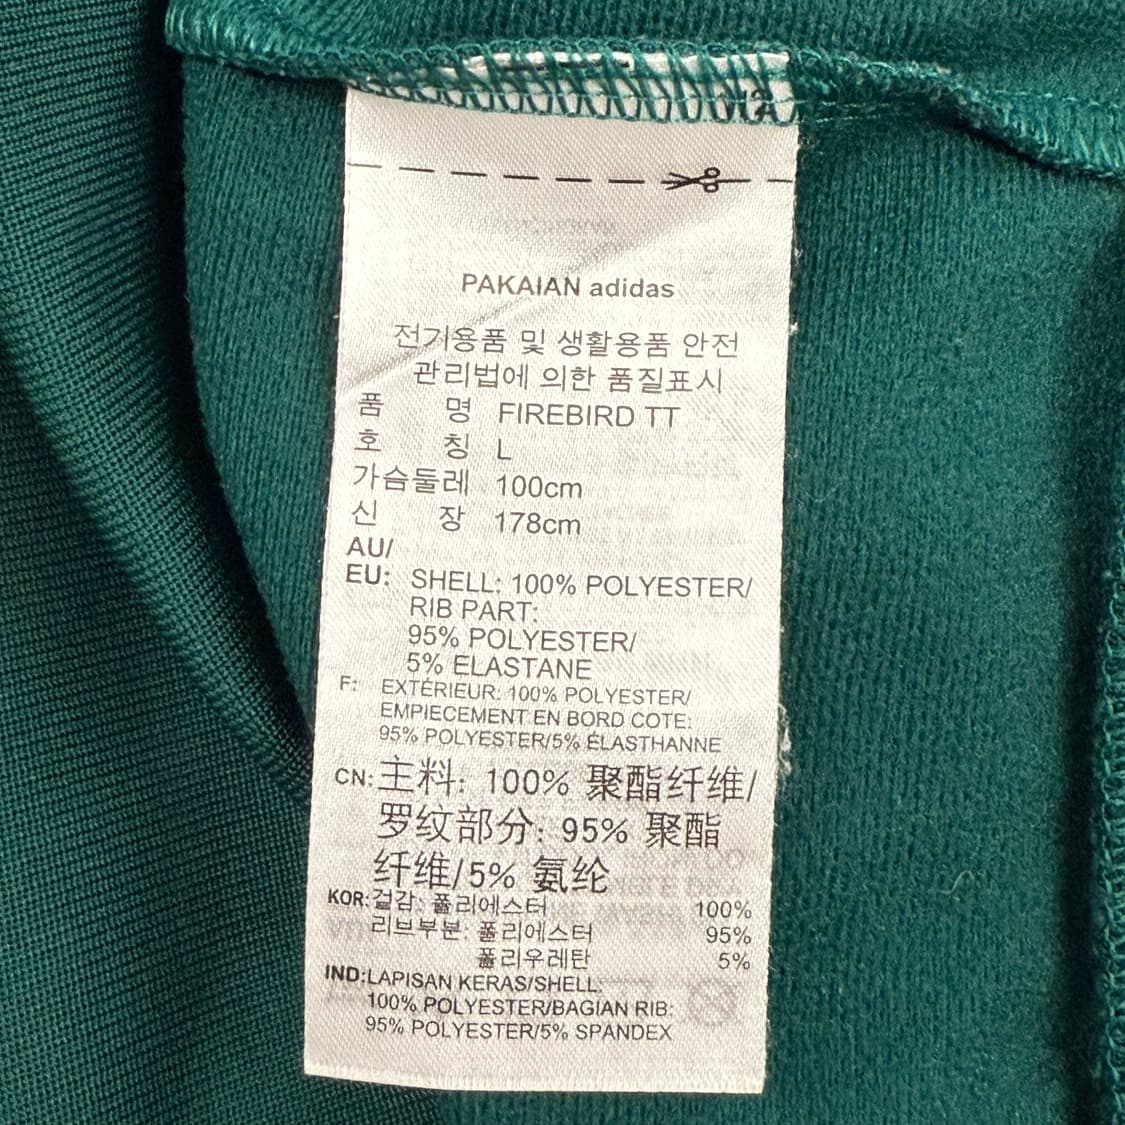 PAKAIAN adidas
전기용품 및 생활용품 안전
관리법에 의한 품질표시
품 명 FIREBIRD TT
호 칭 L
가슴둘레 100cm
신 장 178cm
AU/
EU: SHELL: 100% POLYESTER/
RIB PART:
95% POLYESTER/
5% ELASTANE
F: EXTÉRIEUR: 100% POLYESTER/
EMPIECEMENT EN BORD COTE:
95% POLYESTER/5% ÉLASTHANNE
CN: 主料: 100% 聚酯纤维/
罗纹部分: 95% 聚酯
纤维/5% 氨纶
KOR: 겉감: 폴리에스터 100%
리브부분: 폴리에스터 95%
폴리우레탄 5%
IND: LAPISAN KERAS/SHELL:
100% POLYESTER/BAGIAN RIB:
95% POLYESTER/5% SPANDEX